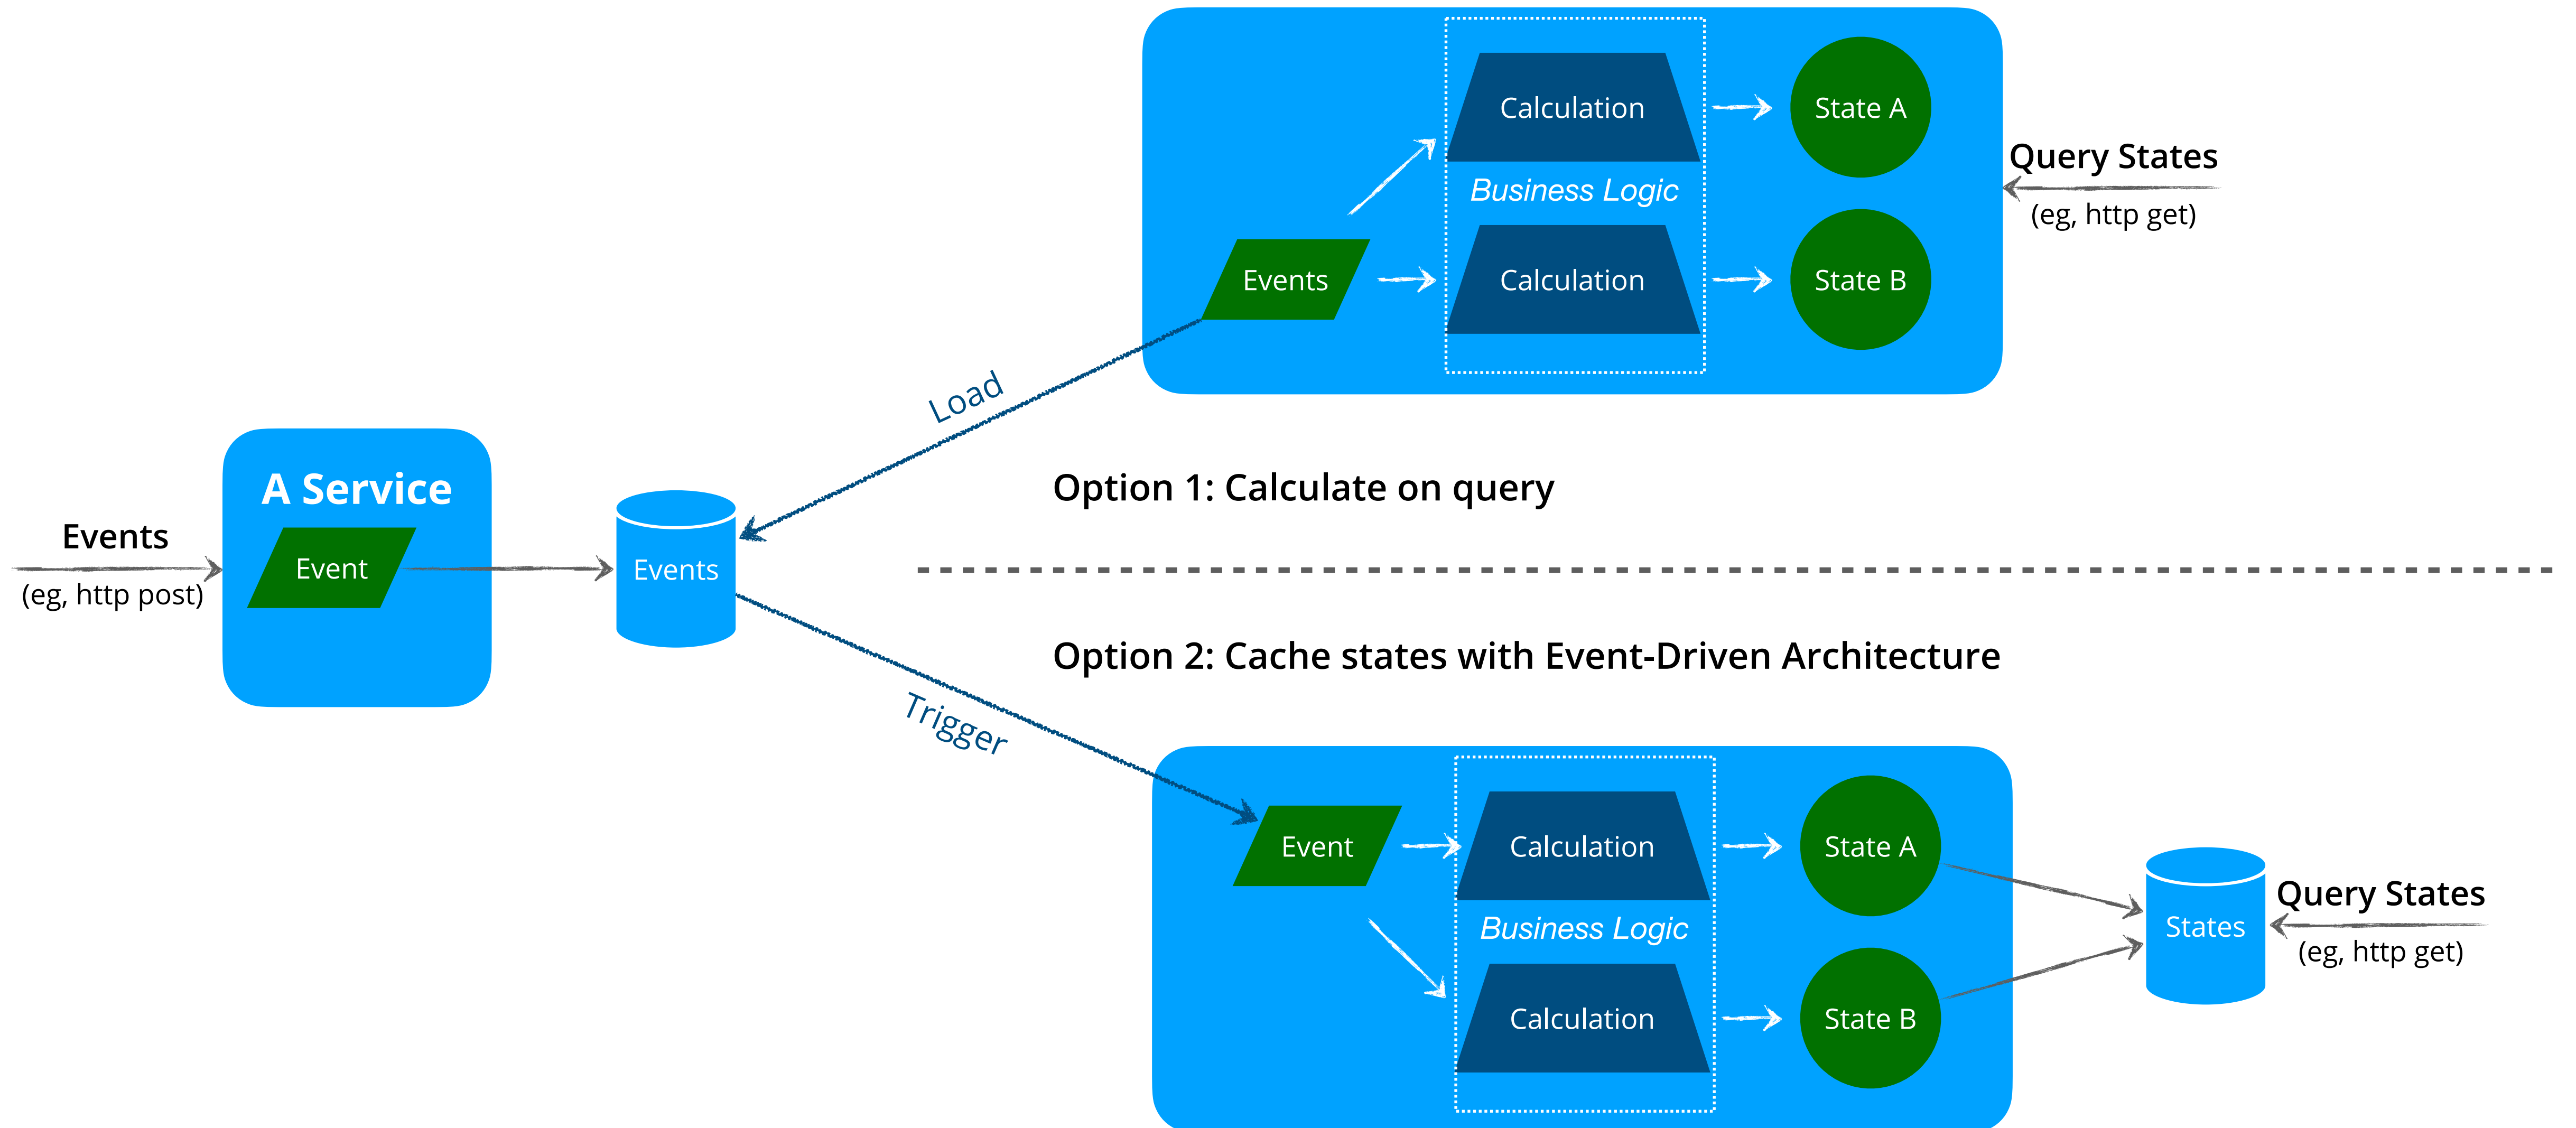 Calculation
State A
Query States
Business Logic
(eg, http get)
Events
Calculation
State B
Load
Option 1: Calculate on query
A Service
Events
(eg, http post)
Event
Events
Option 2: Cache states with Event-Driven Architecture
Trigger
Event
Calculation
State A
Business Logic
Calculation
State B
States
Query States
(eg, http get)